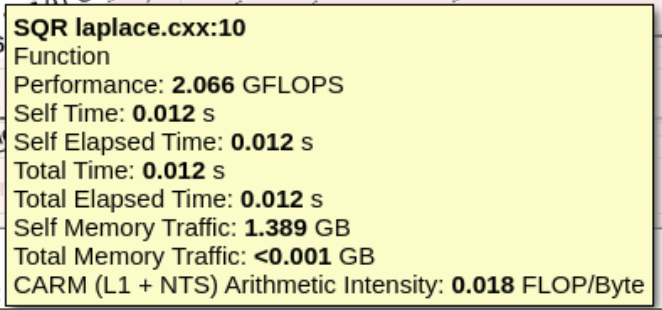 SQR laplace.cxx:10
Function
Performance: 2.066 GFLOPS
Self Time: 0.012 s
Self Elapsed Time: 0.012 s
Total Time: 0.012 s
Total Elapsed Time: 0.012 s
Self Memory Traffic: 1.389 GB
Total Memory Traffic: <0.001 GB
CARM (L1 + NTS) Arithmetic Intensity: 0.018 FLOP/Byte